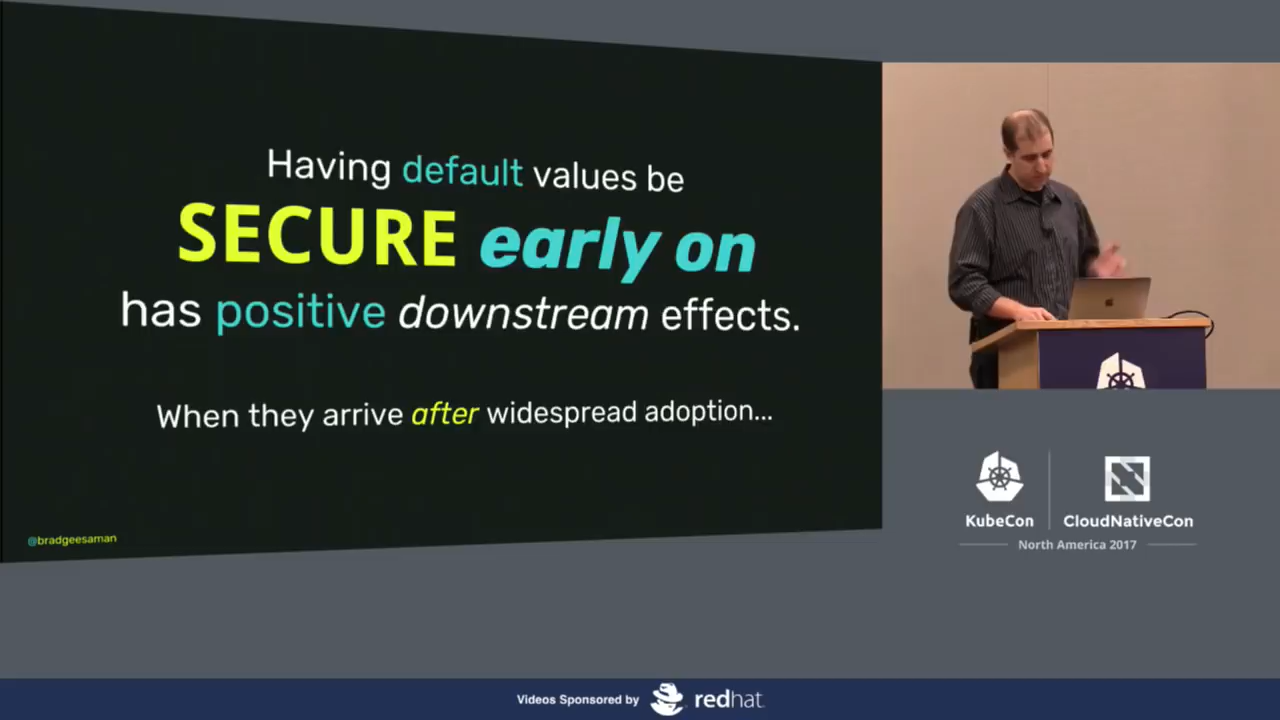 Having default values be
SECURE early on
has positive downstream effects.
When they arrive after widespread adoption...
@bradgeesaman
KubeCon
CloudNativeCon
North America 2017
Videos Sponsored by
redhat.